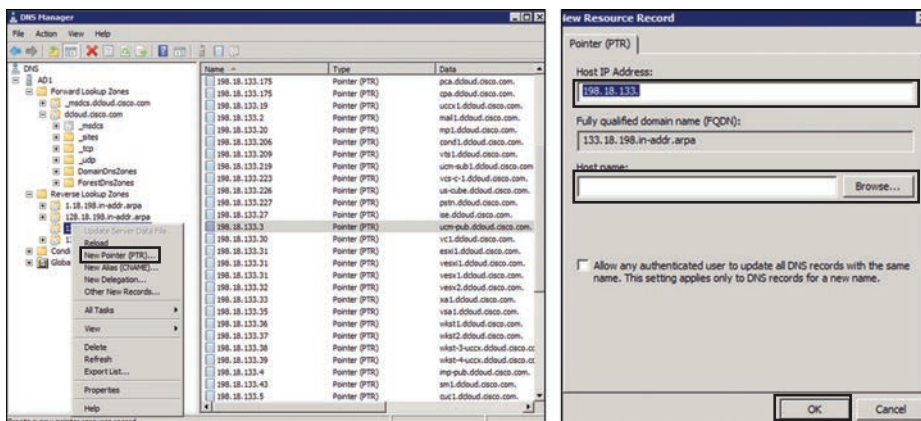 DNS Manager
File Action View Help
DNS
AD1
Forward Lookup Zones
_msdcs.dcloud.cisco.com
dcloud.cisco.com
_msdcs
_sites
_tcp
_udp
DomainDnsZones
ForestDnsZones
Reverse Lookup Zones
1.18.198.in-addr.arpa
128.18.198.in-addr.arpa
Update Server Data File
Reload
New Pointer (PTR)...
New Alias (CNAME)...
New Delegation...
Other New Records...
All Tasks
View
Delete
Refresh
Export List...
Properties
Help
Name Type Data
198.18.133.175 Pointer (PTR) pca.dcloud.cisco.com.
198.18.133.175 Pointer (PTR) cpa.dcloud.cisco.com.
198.18.133.19 Pointer (PTR) uccx1.dcloud.cisco.com.
198.18.133.2 Pointer (PTR) mail1.dcloud.cisco.com.
198.18.133.20 Pointer (PTR) mp1.dcloud.cisco.com.
198.18.133.206 Pointer (PTR) cond1.dcloud.cisco.com.
198.18.133.209 Pointer (PTR) vts1.dcloud.cisco.com.
198.18.133.219 Pointer (PTR) ucm-sub1.dcloud.cisco.com
198.18.133.223 Pointer (PTR) vcs-c-1.dcloud.cisco.com.
198.18.133.226 Pointer (PTR) us-cube.dcloud.cisco.com.
198.18.133.227 Pointer (PTR) pstn.dcloud.cisco.com.
198.18.133.27 Pointer (PTR) ise.dcloud.cisco.com.
198.18.133.3 Pointer (PTR) ucm-pub.dcloud.cisco.com.
198.18.133.30 Pointer (PTR) vc1.dcloud.cisco.com.
198.18.133.31 Pointer (PTR) esxi1.dcloud.cisco.com.
198.18.133.31 Pointer (PTR) vesxi1.dcloud.cisco.com.
198.18.133.31 Pointer (PTR) vesx1.dcloud.cisco.com.
198.18.133.32 Pointer (PTR) vesx2.dcloud.cisco.com.
198.18.133.33 Pointer (PTR) xa1.dcloud.cisco.com.
198.18.133.35 Pointer (PTR) vsa1.dcloud.cisco.com.
198.18.133.36 Pointer (PTR) wkst1.dcloud.cisco.com.
198.18.133.37 Pointer (PTR) wkst2.dcloud.cisco.com.
198.18.133.38 Pointer (PTR) wkst-3-uccx.dcloud.cisco.cc
198.18.133.39 Pointer (PTR) wkst-4-uccx.dcloud.cisco.cc
198.18.133.4 Pointer (PTR) imp-pub.dcloud.cisco.com.
198.18.133.43 Pointer (PTR) sm1.dcloud.cisco.com.
198.18.133.5 Pointer (PTR) cuc1.dcloud.cisco.com.
New Resource Record
Pointer (PTR)
Host IP Address:
198.18.133.
Fully qualified domain name (FQDN):
133.18.198.in-addr.arpa
Host name:
Browse...
Allow any authenticated user to update all DNS records with the same
name. This setting applies only to DNS records for a new name.
OK Cancel